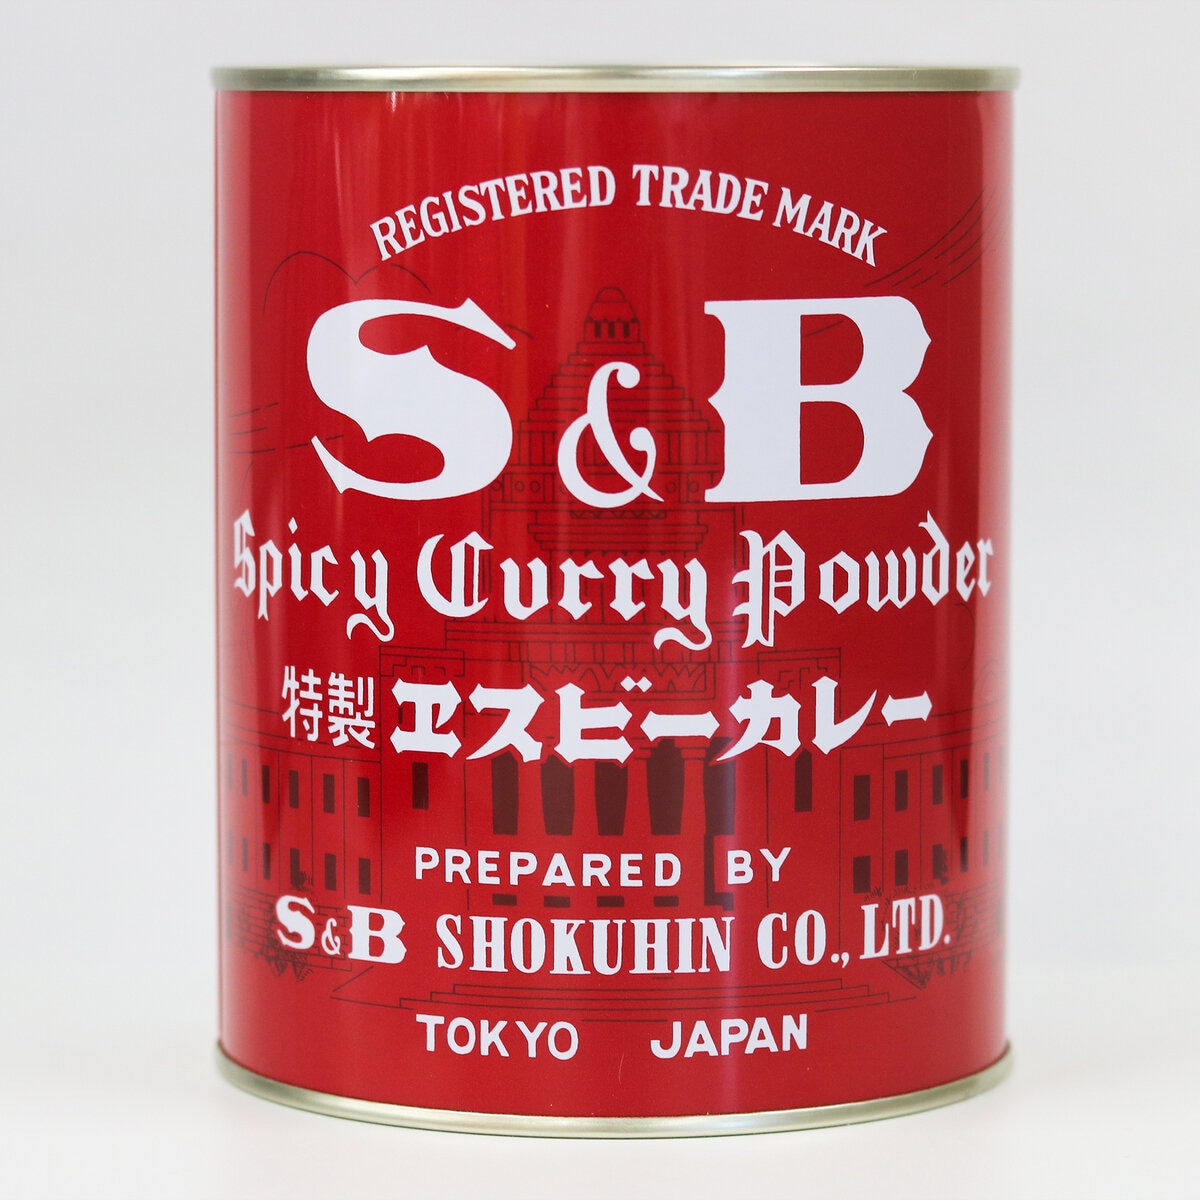 REGISTERED TRADE MARK
S&B
Spicy Curry Powder
特製 ヱスビーカレー
PREPARED BY
S&B SHOKUHIN CO., LTD.
TOKYO JAPAN